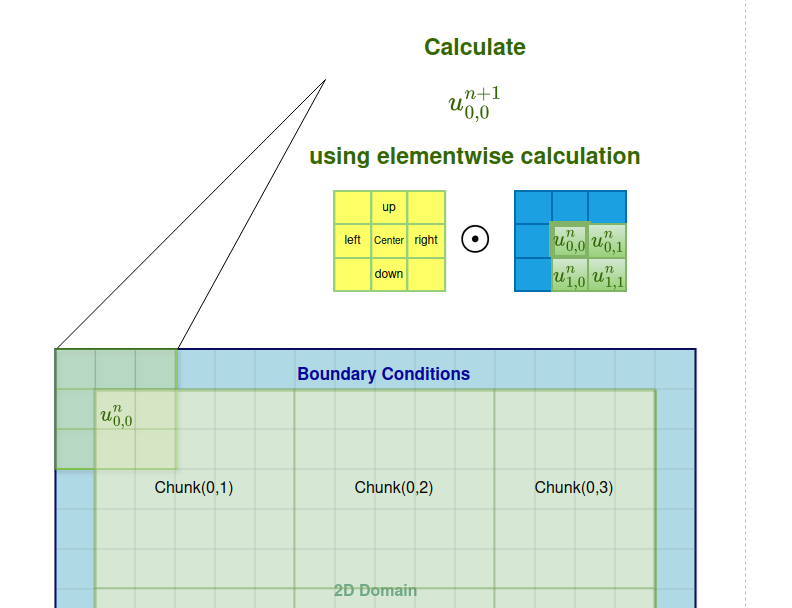 Calculate
u_{0,0}^{n+1}
using elementwise calculation
up
left Center right ⊙ u_{0,0}^{n} u_{0,1}^{n}
down u_{1,0}^{n} u_{1,1}^{n}
Boundary Conditions
u_{0,0}^{n}
Chunk(0,1) Chunk(0,2) Chunk(0,3)
2D Domain